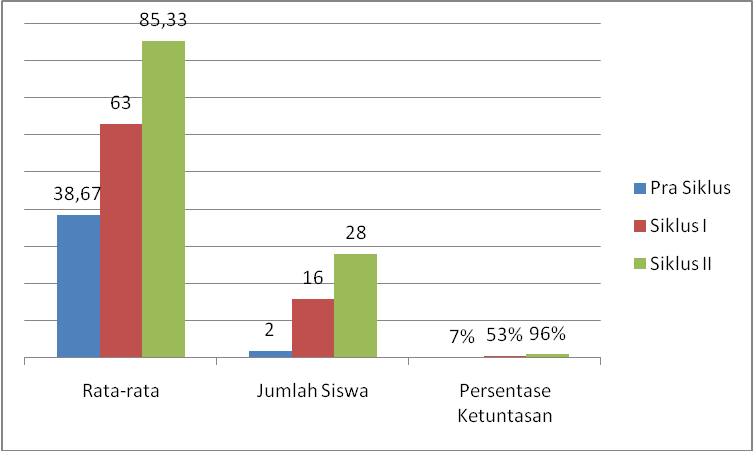 85,33
63
38,67
28
16
2
7%
53%
96%
Rata-rata
Jumlah Siswa
Persentase
Ketuntasan
Pra Siklus
Siklus I
Siklus II